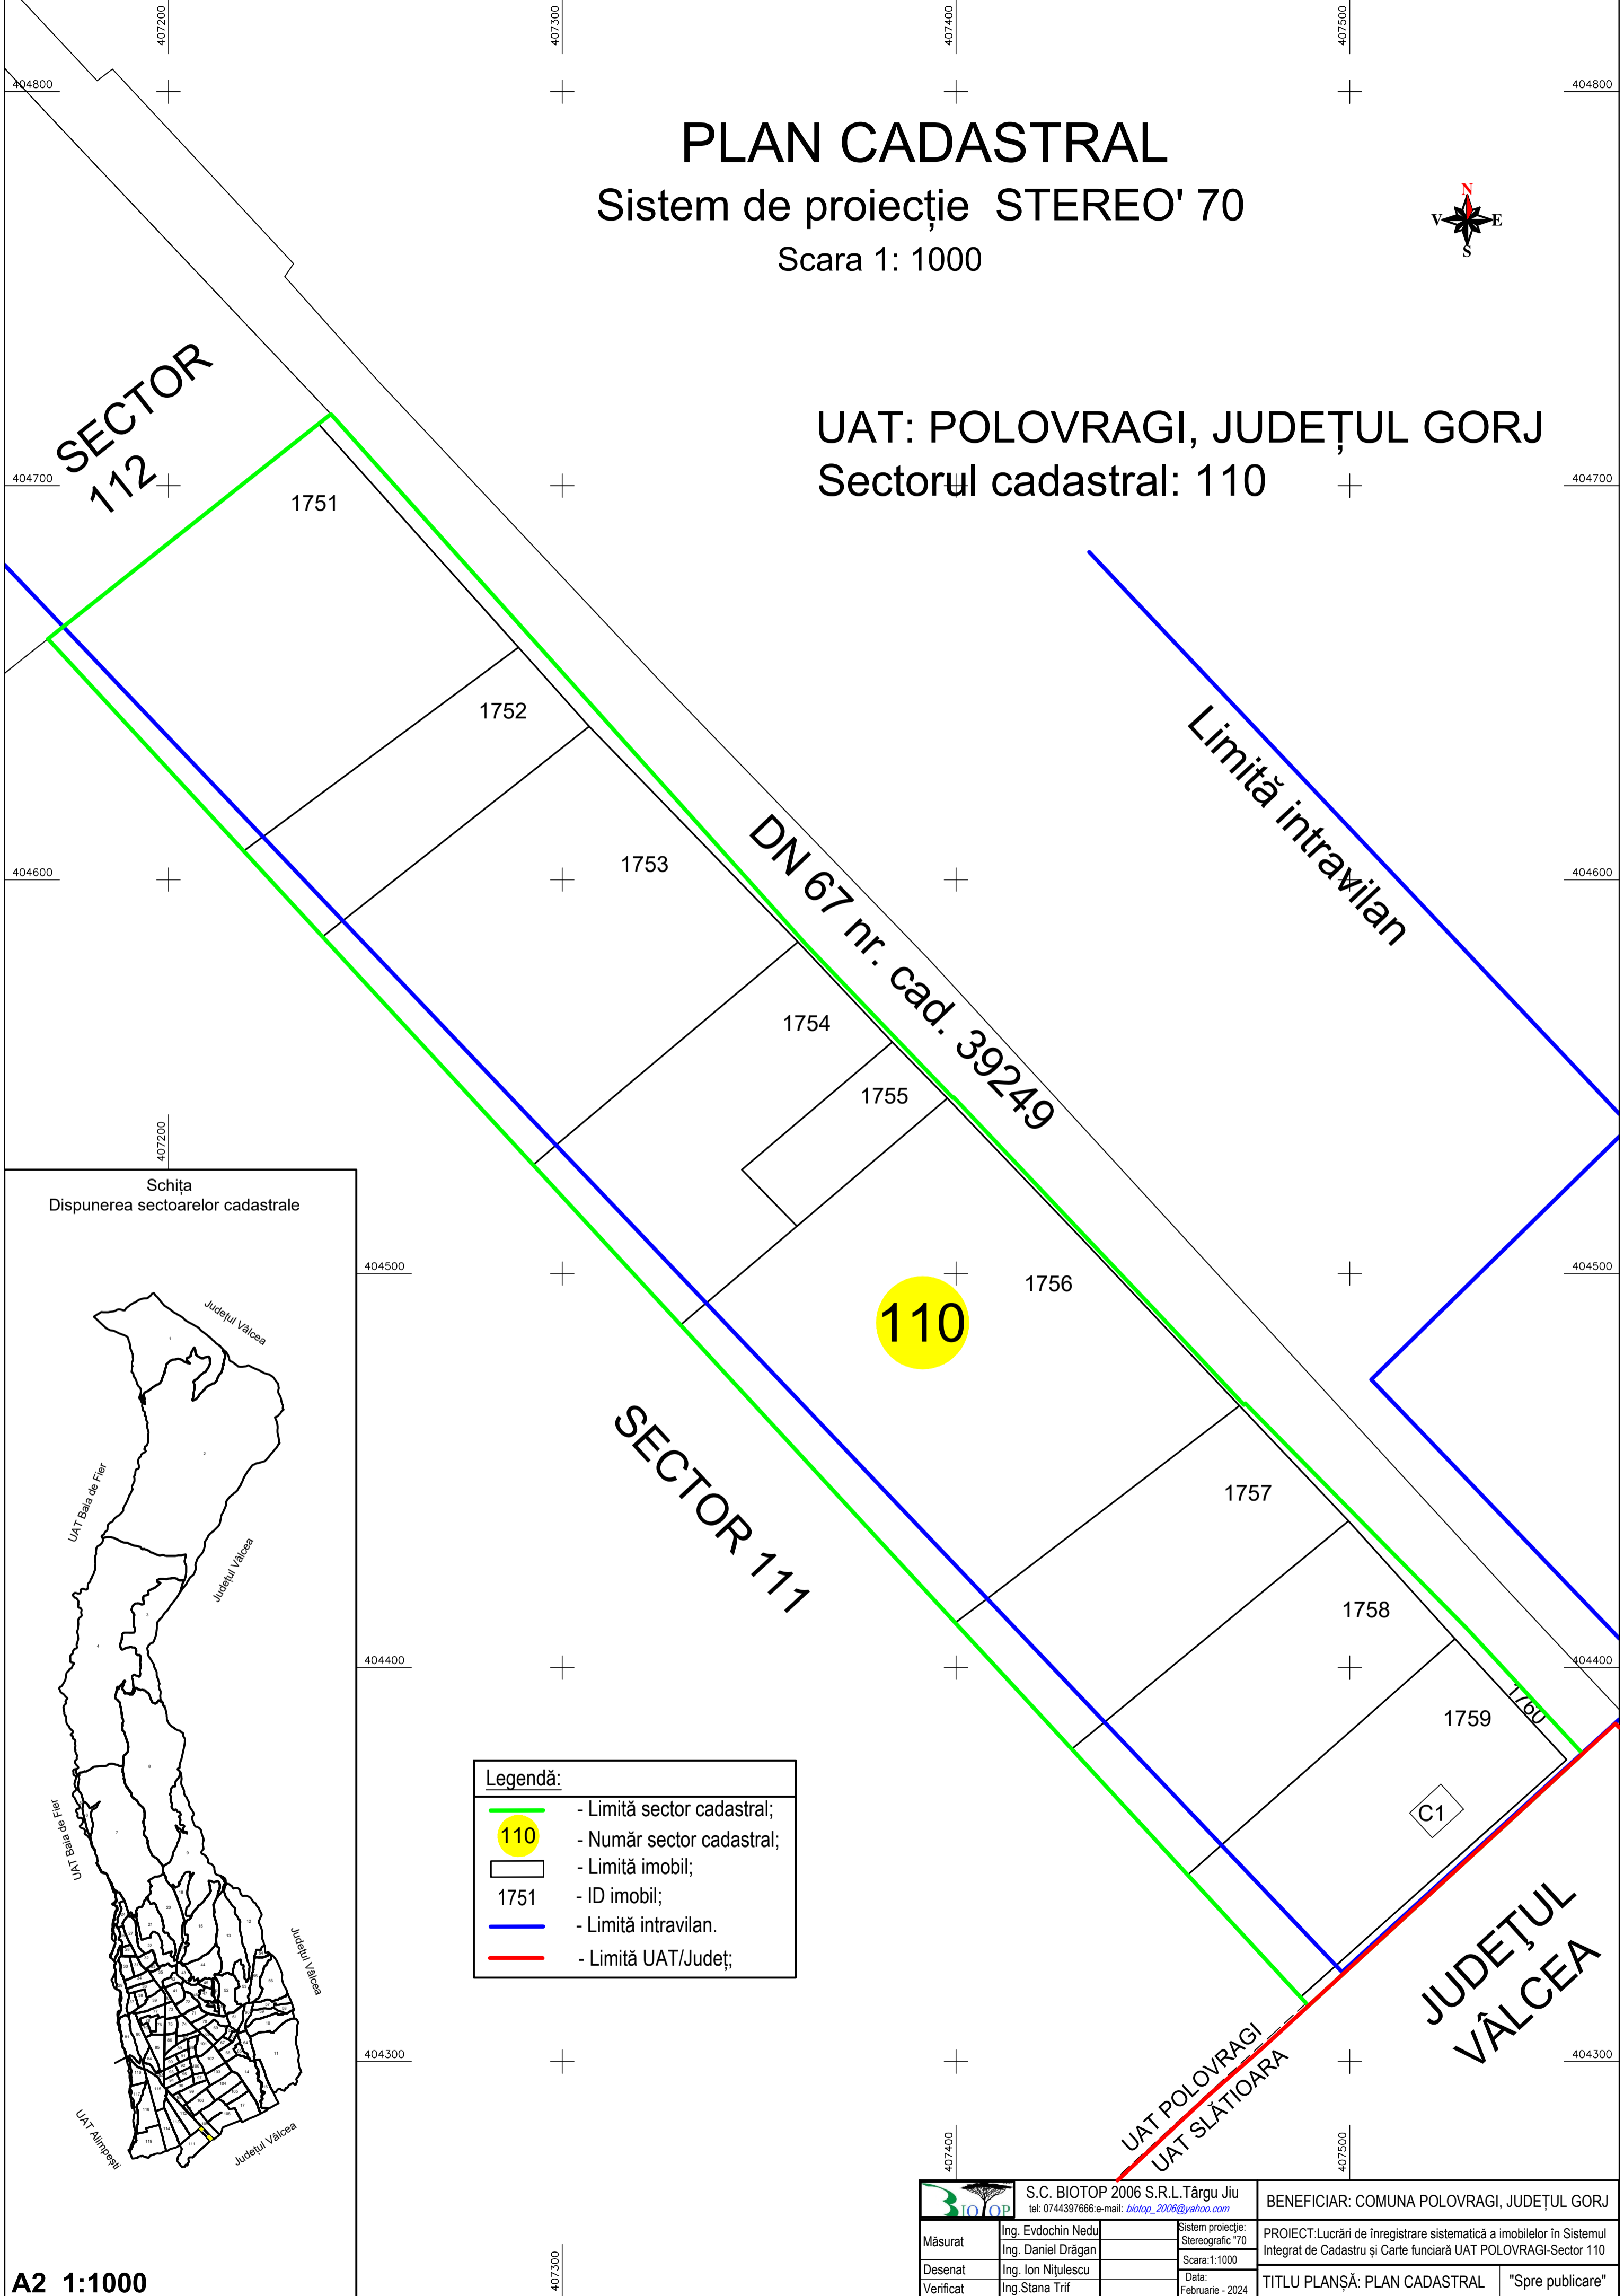 407200
407300
407400
407500
404800
404800
PLAN CADASTRAL
Sistem de proiecție STEREO' 70
Scara 1: 1000
N
V
E
S
SECTOR
112
UAT: POLOVRAGI, JUDEȚUL GORJ
Sectorul cadastral: 110
404700
404700
1751
1752
Limită intravilan
1753
DN 67 nr. cad. 39249
404600
404600
1754
1755
407200
Schița
Dispunerea sectoarelor cadastrale
404500
404500
1756
110
Județul Vâlcea
UAT Baia de Fier
Județul Vâlcea
UAT Baia de Fier
Județul Vâlcea
UAT Alimpești
Județul Vâlcea
SECTOR 111
1757
1758
404400
404400
1760
1759
C1
Legendă:
- Limită sector cadastral;
110
- Număr sector cadastral;
- Limită imobil;
1751
- ID imobil;
- Limită intravilan.
- Limită UAT/Județ;
JUDEȚUL
VÂLCEA
404300
404300
UAT POLOVRAGI
UAT SLĂTIOARA
407300
407400
407500
BIOTOP
S.C. BIOTOP 2006 S.R.L.Târgu Jiu
tel: 0744397666:e-mail: biotop_2006@yahoo.com
BENEFICIAR: COMUNA POLOVRAGI, JUDEȚUL GORJ
Măsurat
Ing. Evdochin Nedu
Ing. Daniel Drăgan
Desenat
Ing. Ion Nițulescu
Verificat
Ing.Stana Trif
Sistem proiecție:
Stereografic "70
Scara:1:1000
Data:
Februarie - 2024
PROIECT:Lucrări de înregistrare sistematică a imobilelor în Sistemul
Integrat de Cadastru și Carte funciară UAT POLOVRAGI-Sector 110
TITLU PLANȘĂ: PLAN CADASTRAL
"Spre publicare"
A2 1:1000